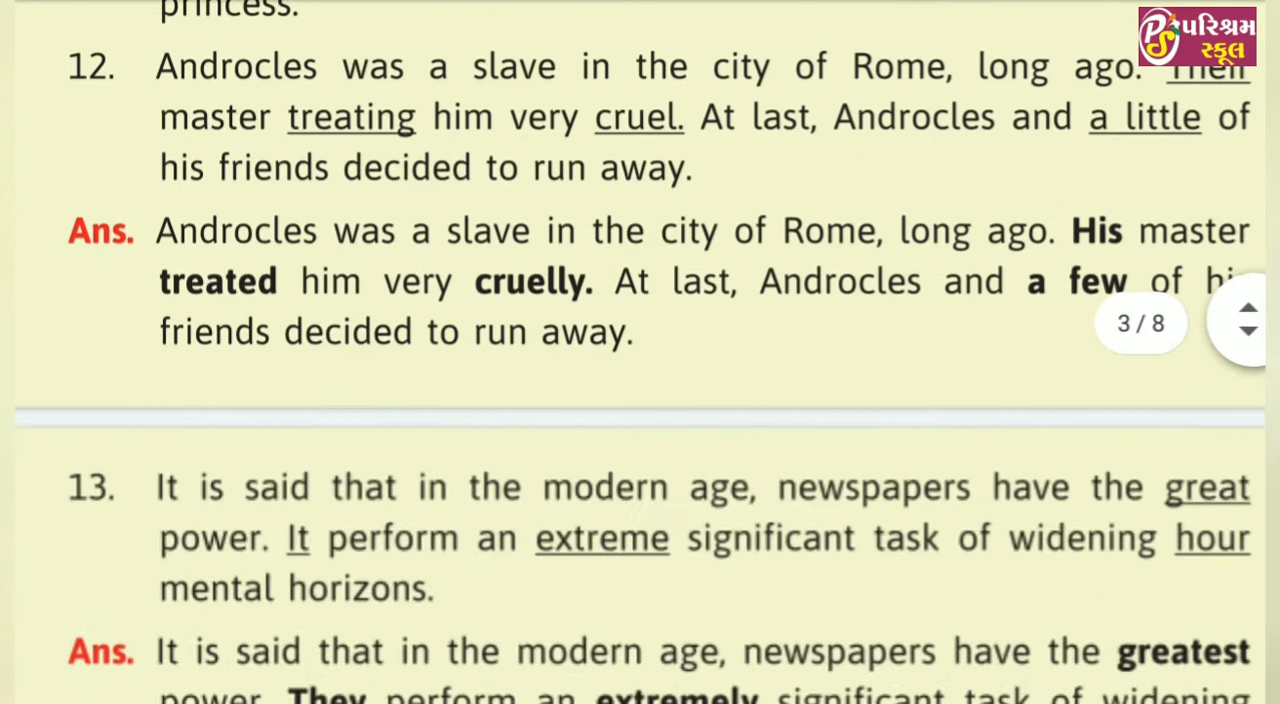 princess.
પરિશ્રમ
સ્કૂલ
12. Androcles was a slave in the city of Rome, long ago. Their
master treating him very cruel. At last, Androcles and a little of
his friends decided to run away.
Ans. Androcles was a slave in the city of Rome, long ago. His master
treated him very cruelly. At last, Androcles and a few of his
friends decided to run away.
3 / 8
13. It is said that in the modern age, newspapers have the great
power. It perform an extreme significant task of widening hour
mental horizons.
Ans. It is said that in the modern age, newspapers have the greatest
power. They perform an extremely significant task of widening